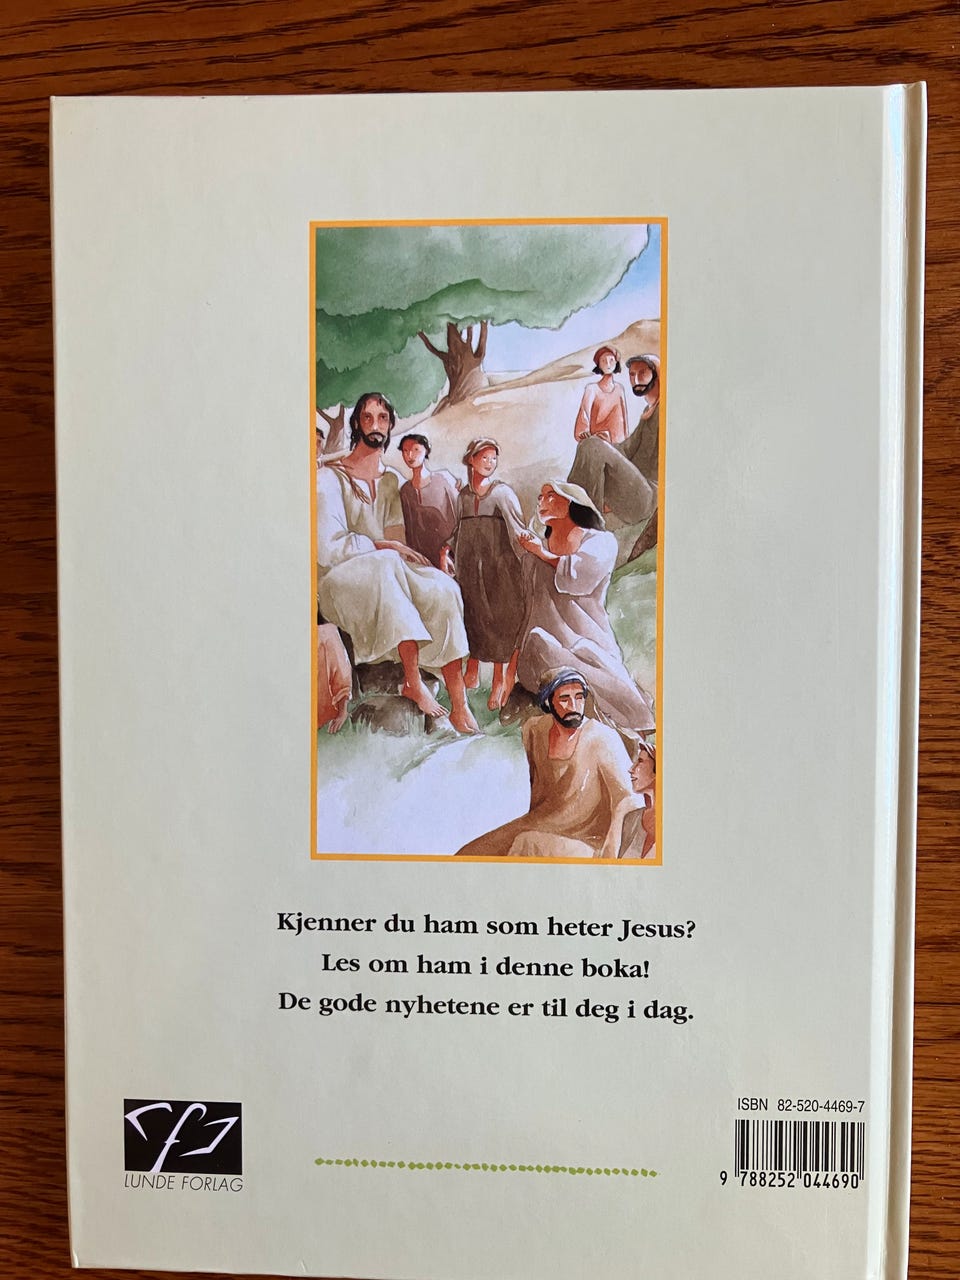 Kjenner du ham som heter Jesus?
Les om ham i denne boka!
De gode nyhetene er til deg i dag.
LUNDE FORLAG
ISBN 82-520-4469-7
9 788252 044690